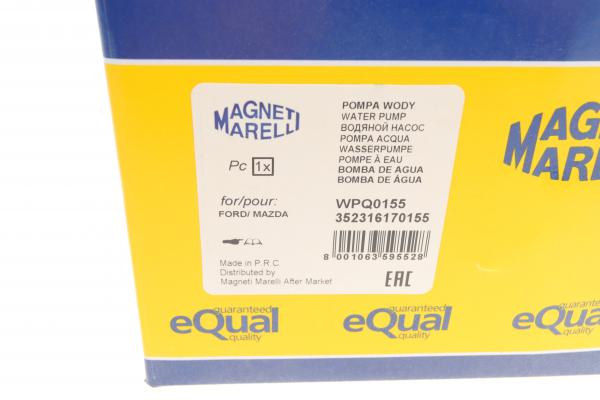 MAGNETI
MARELLI
Pc 1x
for/pour:
FORD/ MAZDA
Made in P.R.C
Distributed by
Magneti Marelli After Market
POMPA WODY
WATER PUMP
ВОДЯНОЙ НАСОС
POMPA ACQUA
WASSERPUMPE
POMPE À EAU
BOMBA DE AGUA
BOMBA DE ÁGUA
WPQ0155
352316170155
8 001063 595528
EAC
MAGNE
MARELL
guaranteed
eQual
quality
guaranteed
eQual
quality
guaranteed
eQual
quality